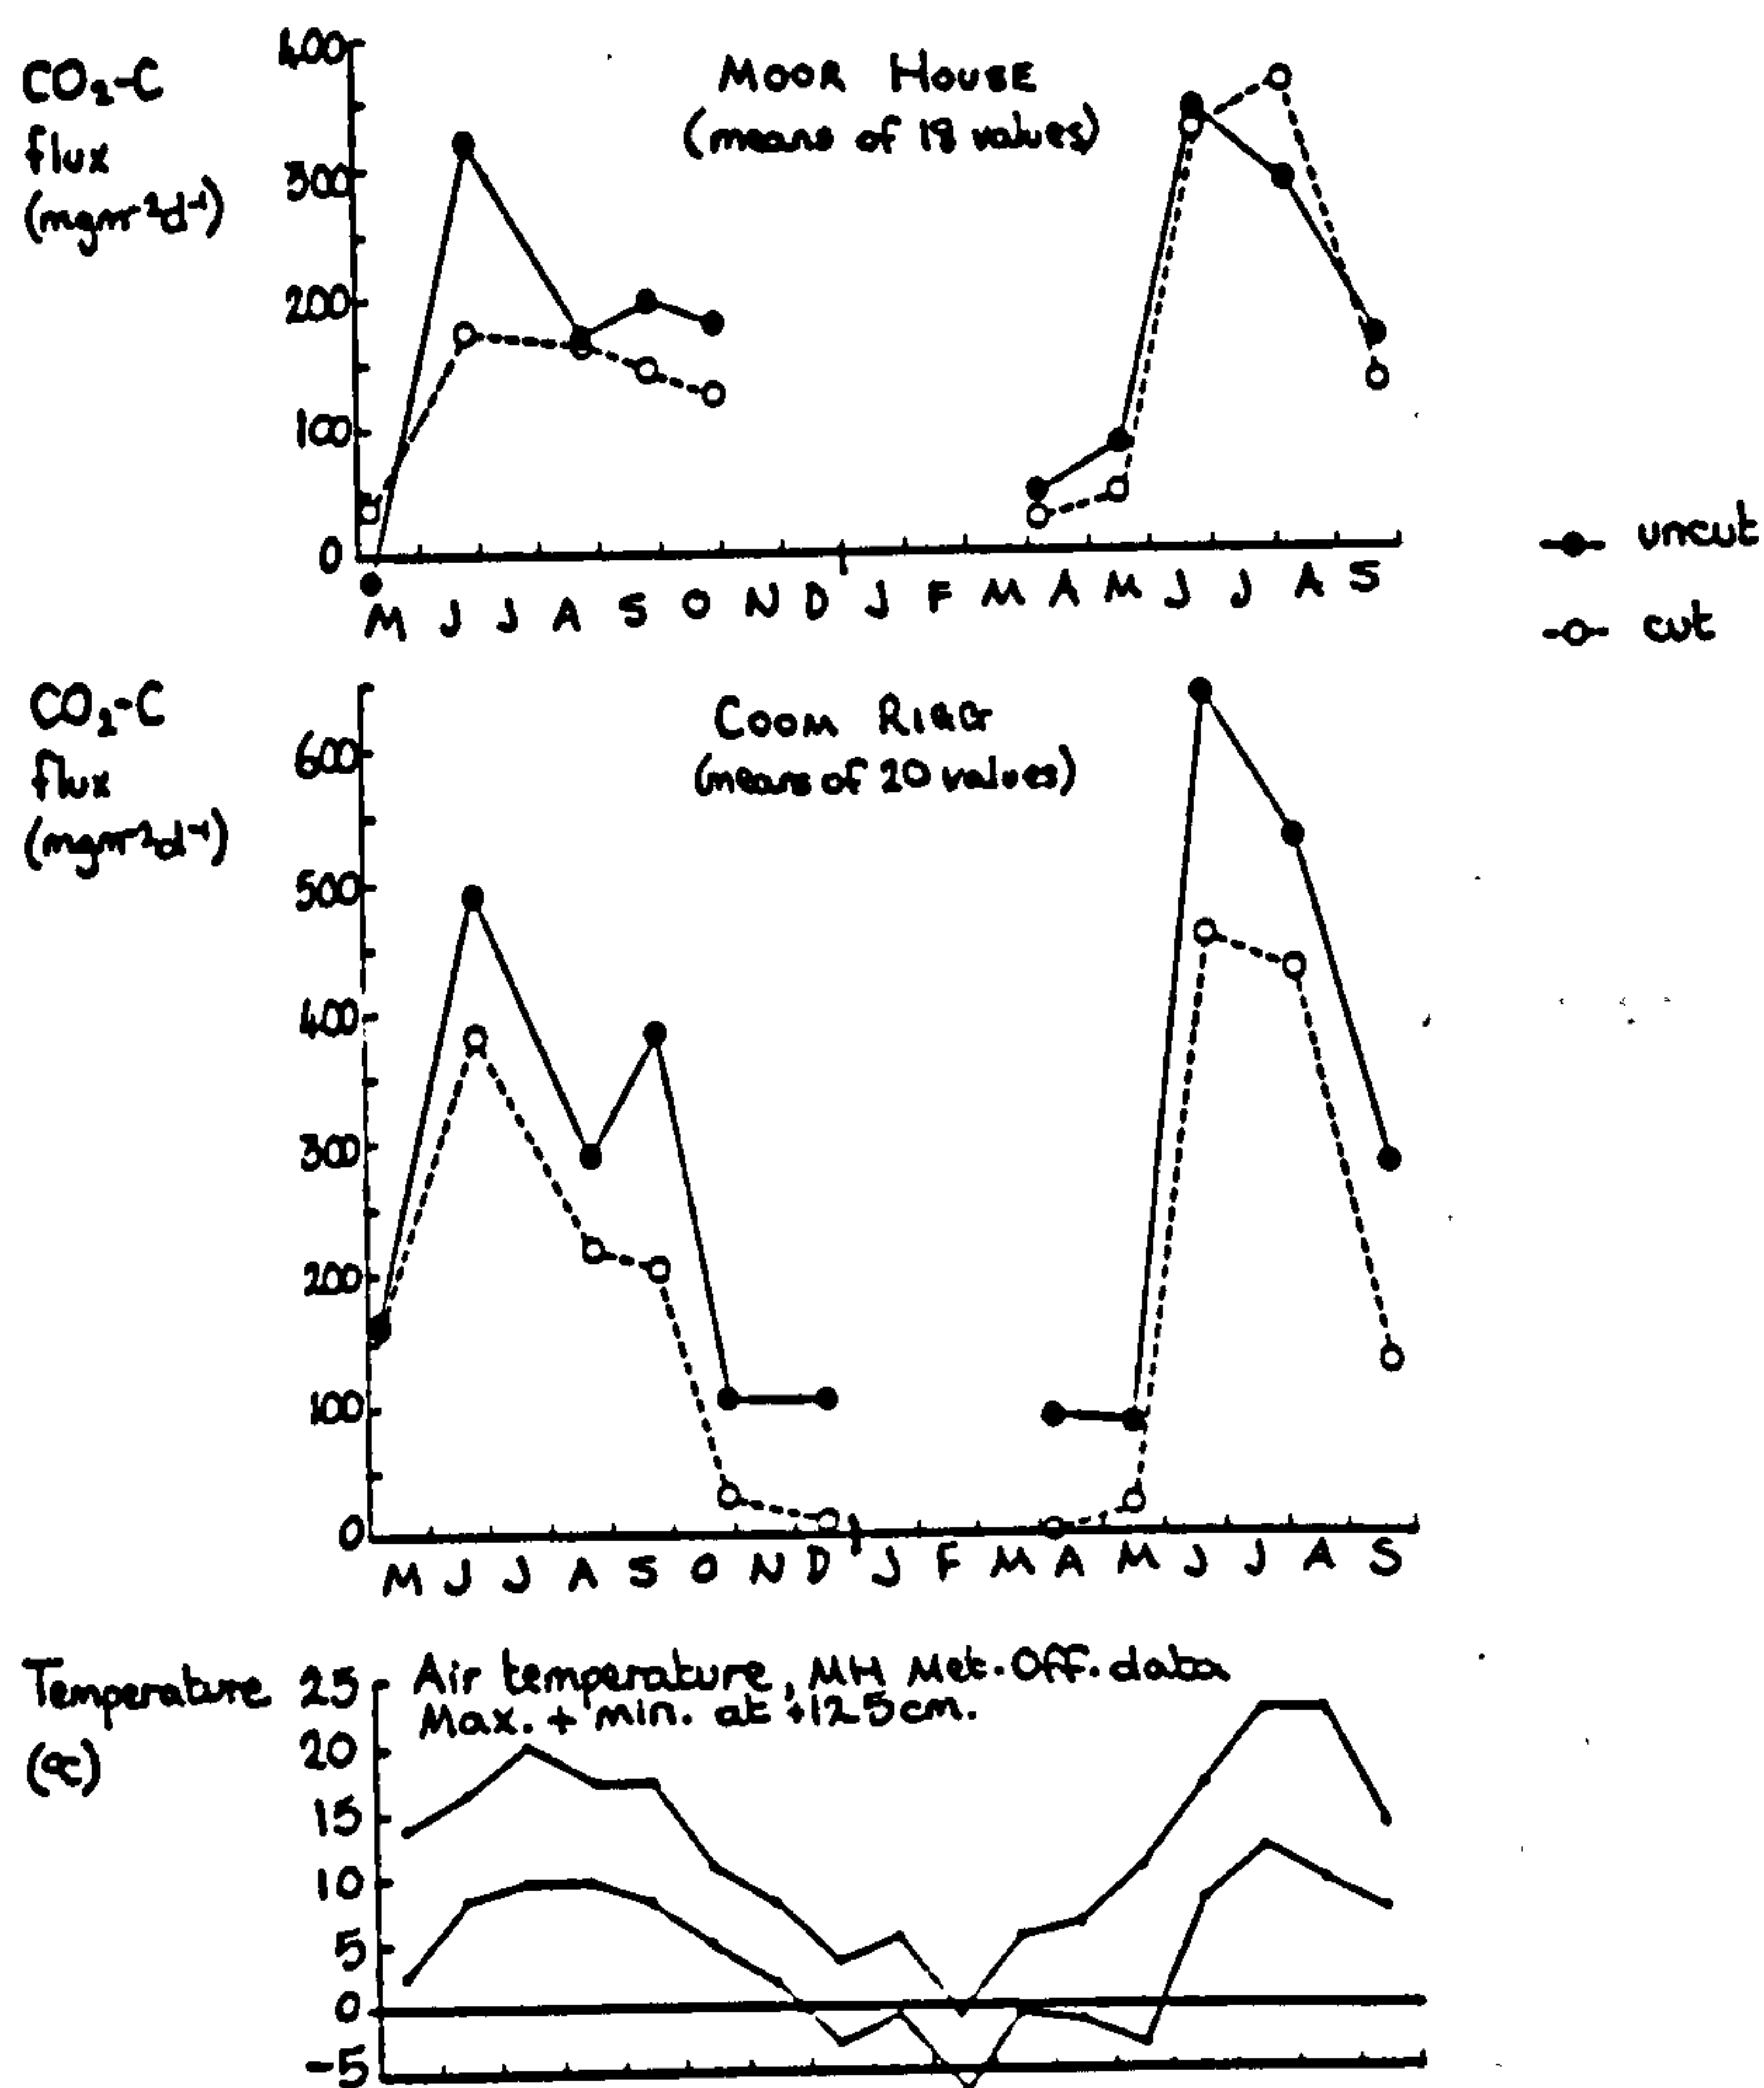 CO₂-C
flux
(mgm⁻²d⁻¹)
MOOR HOUSE
(means of 18 values)
400
300
200
100
0
M J J A S O N D J F M A M J J A S
uncut
cut
CO₂-C
flux
(mgm⁻²d⁻¹)
COOM RIGG
(means of 20 values)
600
500
400
300
200
100
0
M J J A S O N D J F M A M J J A S
Temperature
(°C)
Air temperature, MH Met. Off. data
Max. + min. at +125cm.
25
20
15
10
5
0
-5